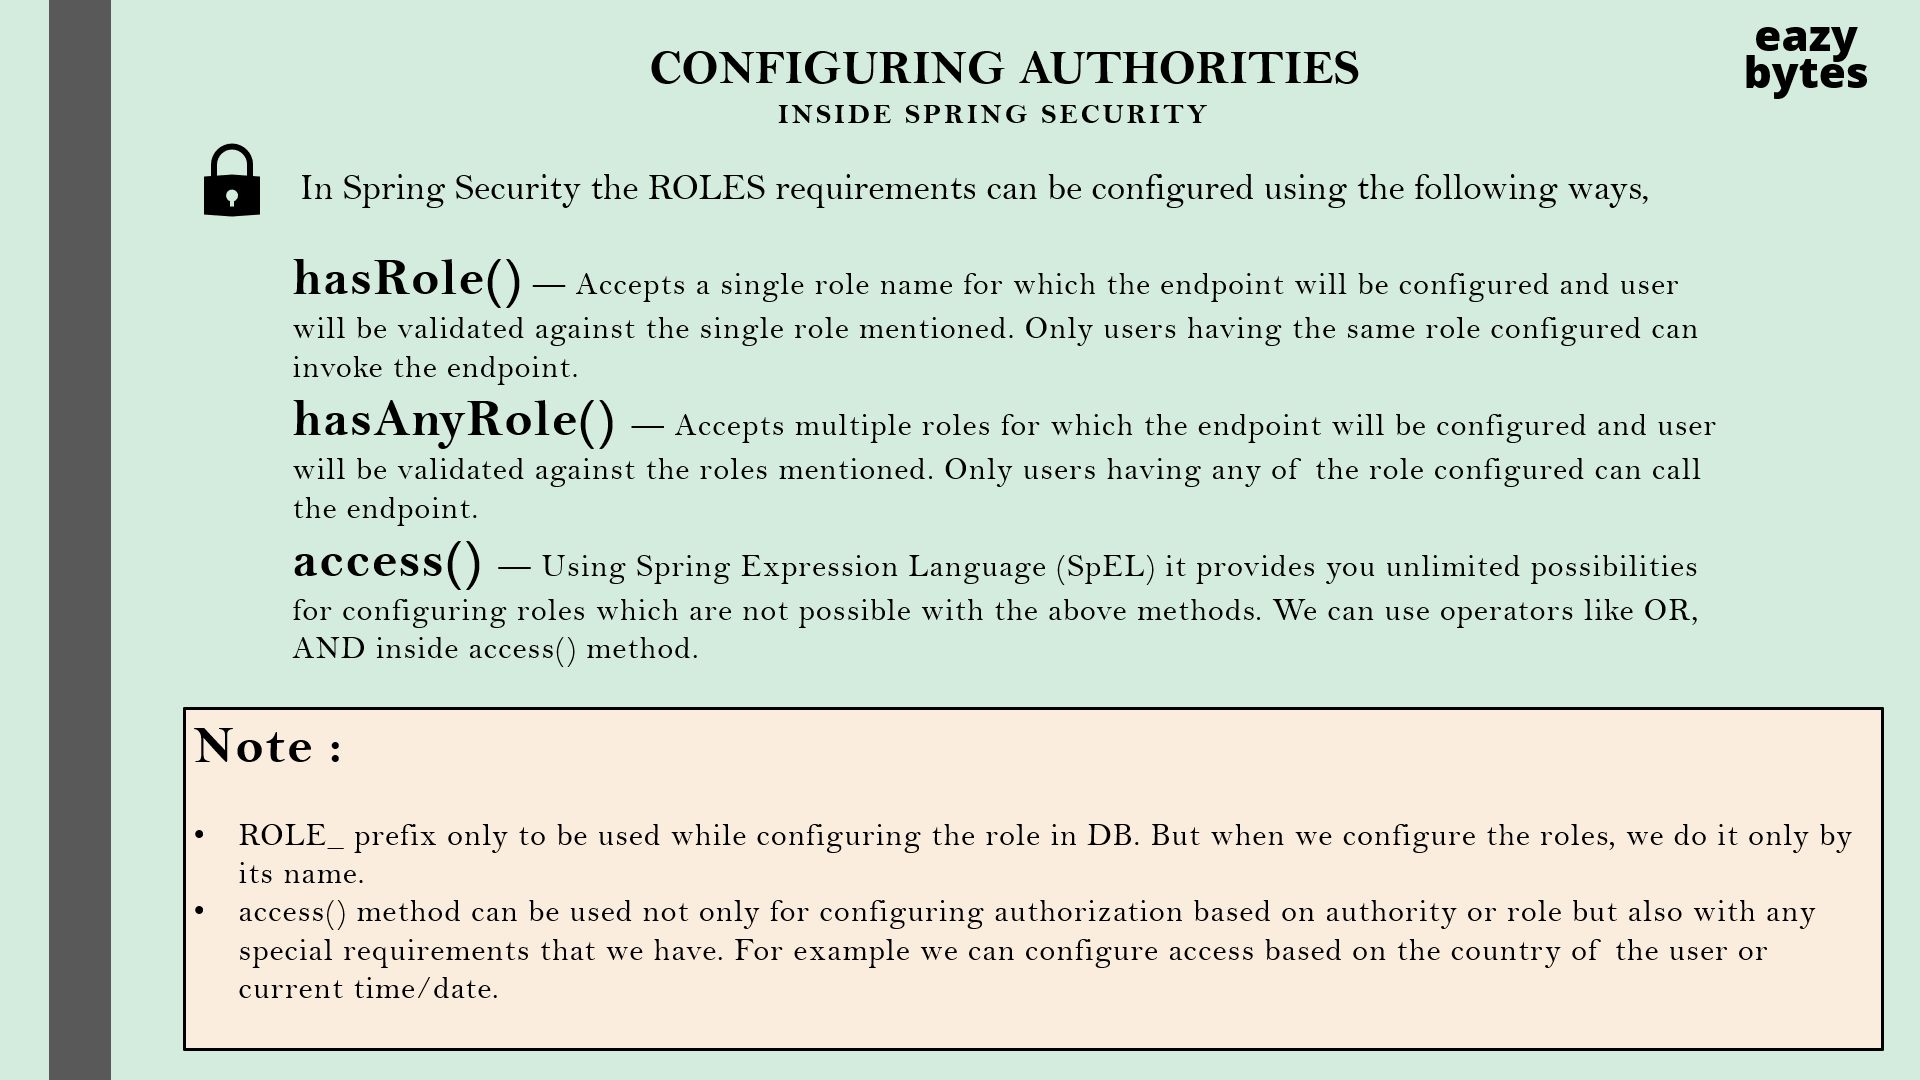 eazy
bytes
CONFIGURING AUTHORITIES
INSIDE SPRING SECURITY
In Spring Security the ROLES requirements can be configured using the following ways,
hasRole() — Accepts a single role name for which the endpoint will be configured and user
will be validated against the single role mentioned. Only users having the same role configured can
invoke the endpoint.
hasAnyRole() — Accepts multiple roles for which the endpoint will be configured and user
will be validated against the roles mentioned. Only users having any of the role configured can call
the endpoint.
access() — Using Spring Expression Language (SpEL) it provides you unlimited possibilities
for configuring roles which are not possible with the above methods. We can use operators like OR,
AND inside access() method.
Note :
• ROLE_ prefix only to be used while configuring the role in DB. But when we configure the roles, we do it only by
its name.
• access() method can be used not only for configuring authorization based on authority or role but also with any
special requirements that we have. For example we can configure access based on the country of the user or
current time/date.